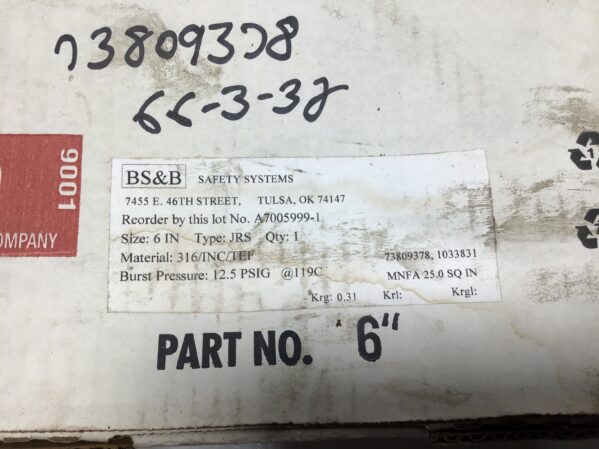 73809378
66-3-38
9001
COMPANY
BS&B SAFETY SYSTEMS
7455 E. 46TH STREET, TULSA, OK 74147
Reorder by this lot No. A7005999-1
Size: 6 IN Type: JRS Qty: 1
Material: 316/INC/TEF 73809378, 1033831
Burst Pressure: 12.5 PSIG @119C MNFA 25.0 SQ IN
Krg: 0.31 Krl: Krgl:
PART NO. 6"